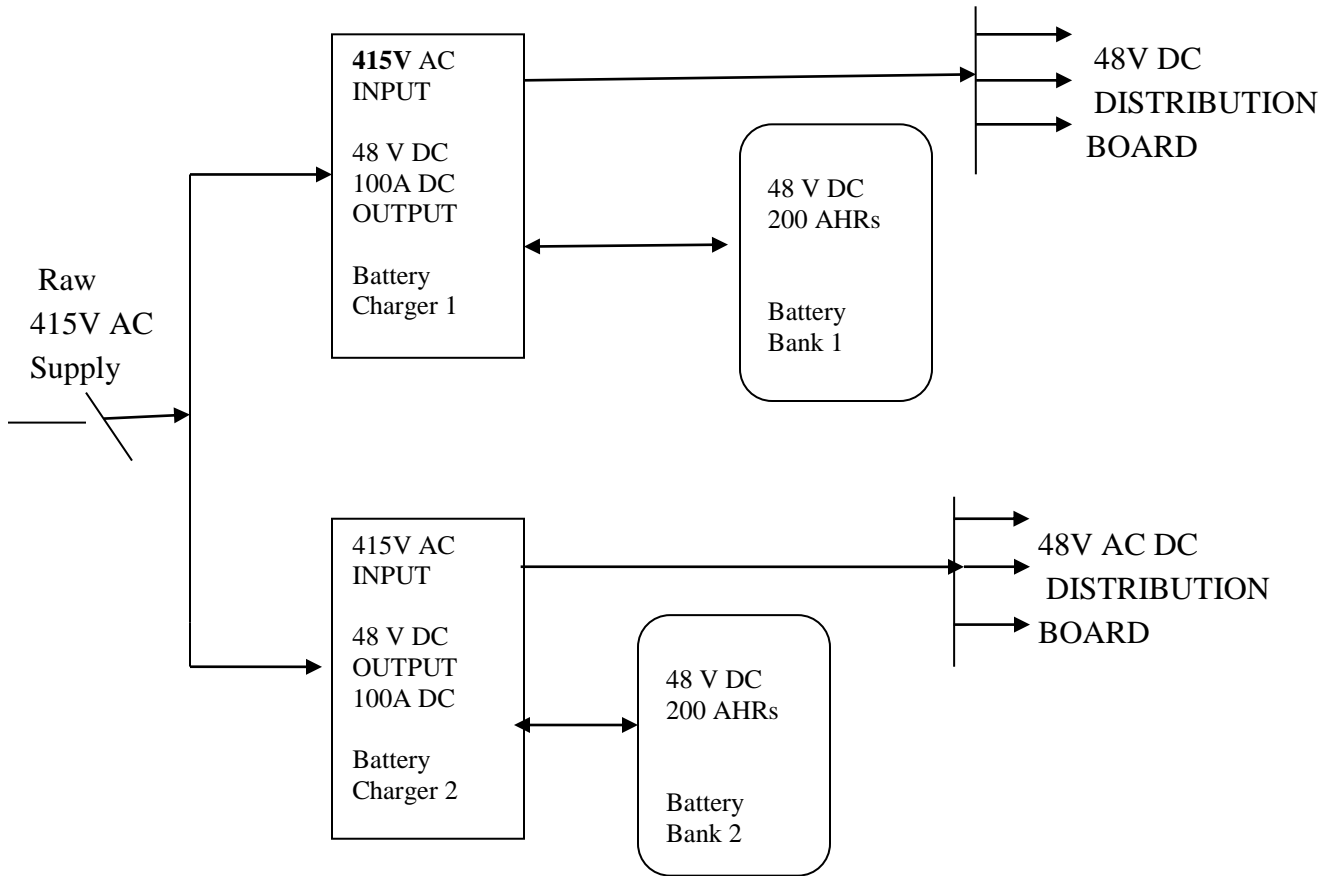 415V AC
INPUT
48 V DC
100A DC
OUTPUT
Battery
Charger 1
48V DC
DISTRIBUTION
BOARD
48 V DC
200 AHRs
Battery
Bank 1
Raw
415V AC
Supply
415V AC
INPUT
48 V DC
OUTPUT
100A DC
Battery
Charger 2
48V AC DC
DISTRIBUTION
BOARD
48 V DC
200 AHRs
Battery
Bank 2